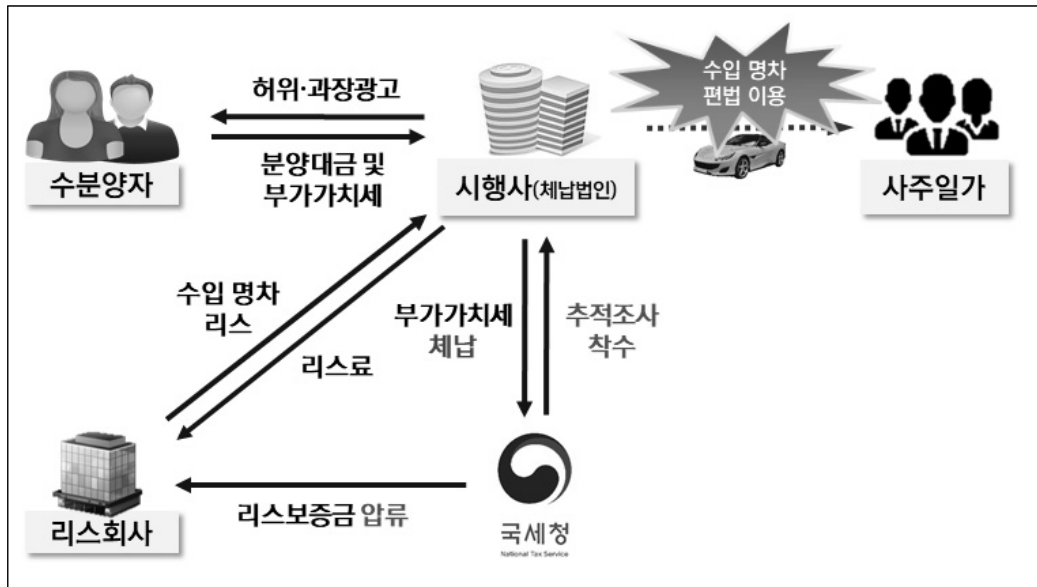 수입 명차
편법 이용
허위·과장광고
분양대금 및
부가가치세
수분양자
시행사(체납법인)
사주일가
수입 명차
리스
리스료
부가가치세
체납
추적조사
착수
리스보증금 압류
리스회사
국세청
National Tax Service